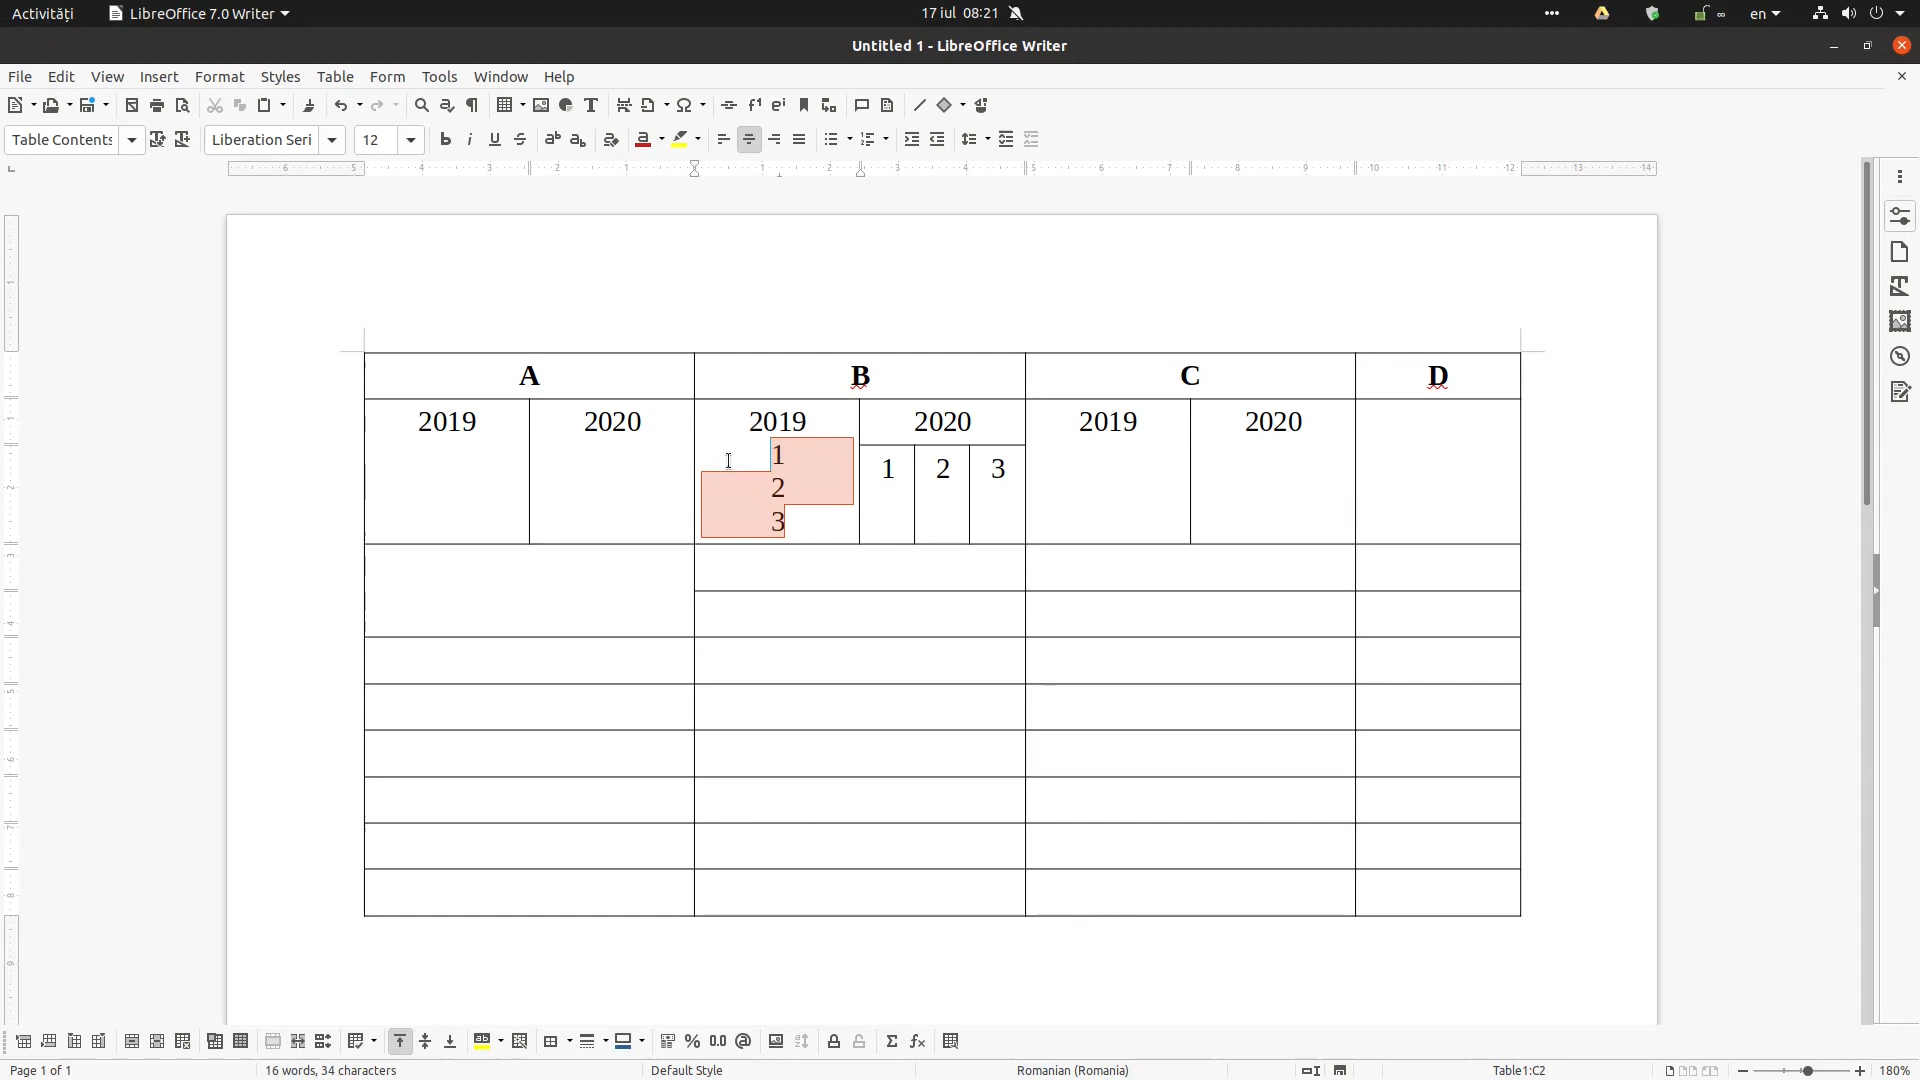 Activități
LibreOffice 7.0 Writer
17 iul 08:21
∞
en
Untitled 1 - LibreOffice Writer
File Edit View Insert Format Styles Table Form Tools Window Help
Table Contents
Liberation Seri
12
A B C D
2019 2020 2019 2020 2019 2020
1
2
3
1 2 3
Page 1 of 1
16 words, 34 characters
Default Style
Romanian (Romania)
Table1:C2
180%